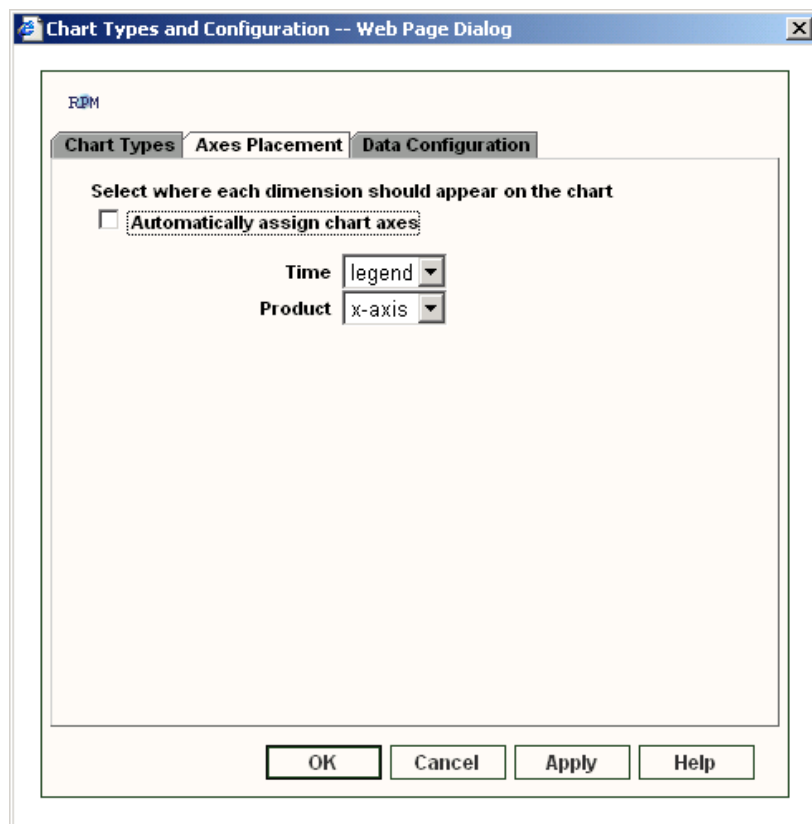 Chart Types and Configuration -- Web Page Dialog
RPM
Chart Types Axes Placement Data Configuration
Select where each dimension should appear on the chart
Automatically assign chart axes
Time legend
Product x-axis
OK Cancel Apply Help